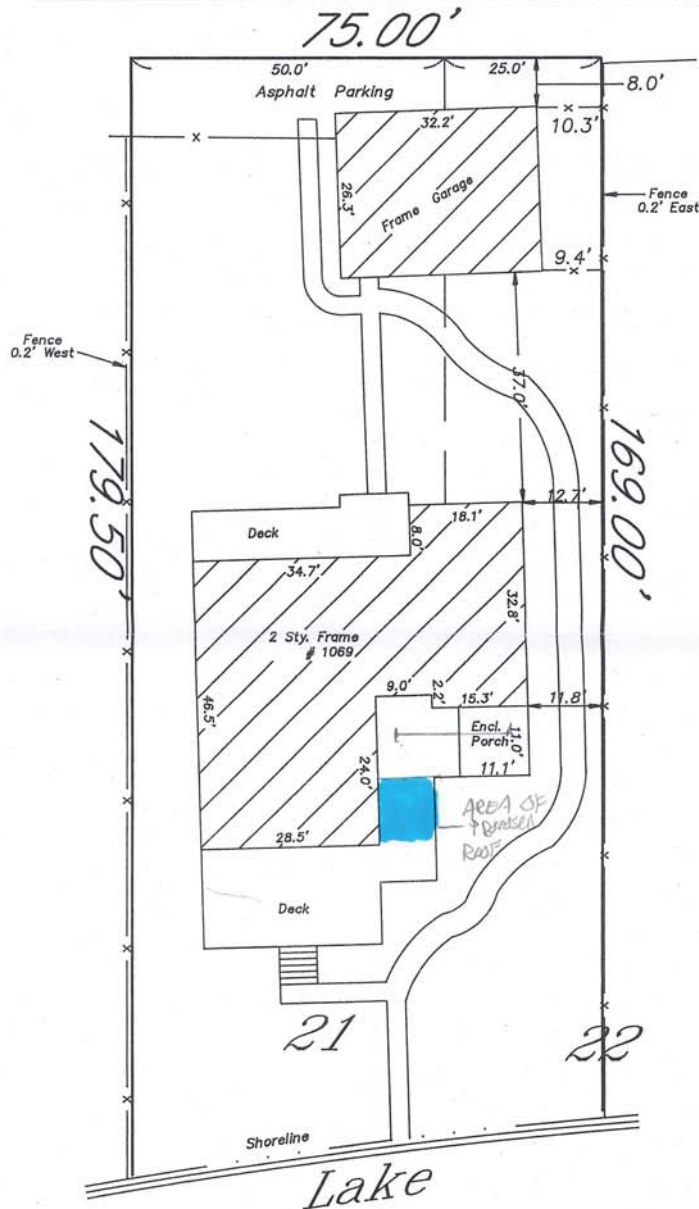 75.00'
50.0'
25.0'
8.0'
Asphalt Parking
32.2'
10.3'
26.3'
Frame Garage
Fence
0.2' East
9.4'
Fence
0.2' West
37.0'
179.50'
169.00'
12.7'
Deck
18.1'
8.0'
34.7'
32.8'
2 Sty. Frame
# 1069
9.0'
2.2'
15.3'
11.8'
46.5'
Encl.
Porch
11.0'
24.0'
11.1'
AREA OF
PROPOSED
ROOF
28.5'
Deck
21
22
Shoreline
Lake